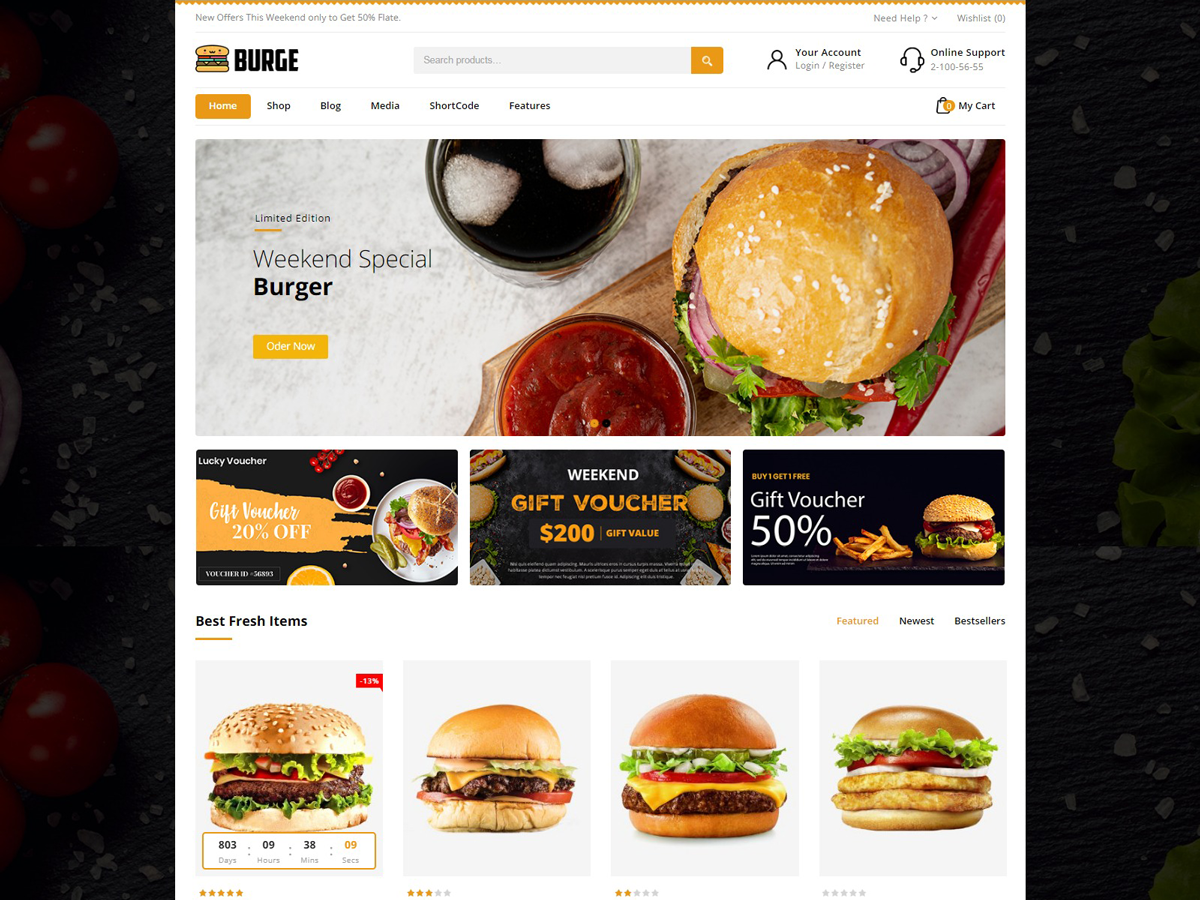 New Offers This Weekend only to Get 50% Flate.
Need Help ?
Wishlist (0)
BURGE
Search products...
Your Account
Login / Register
Online Support
2-100-56-55
Home
Shop
Blog
Media
ShortCode
Features
0
My Cart
Limited Edition
Weekend Special
Burger
Oder Now
Lucky Voucher
Gift Voucher
20% OFF
VOUCHER ID #56893
WEEKEND
GIFT VOUCHER
$200
GIFT VALUE
BUY 1 GET 1 FREE
Gift Voucher
50%
Best Fresh Items
Featured
Newest
Bestsellers
-13%
803 : 09 : 38 : 09
Days Hours Mins Secs